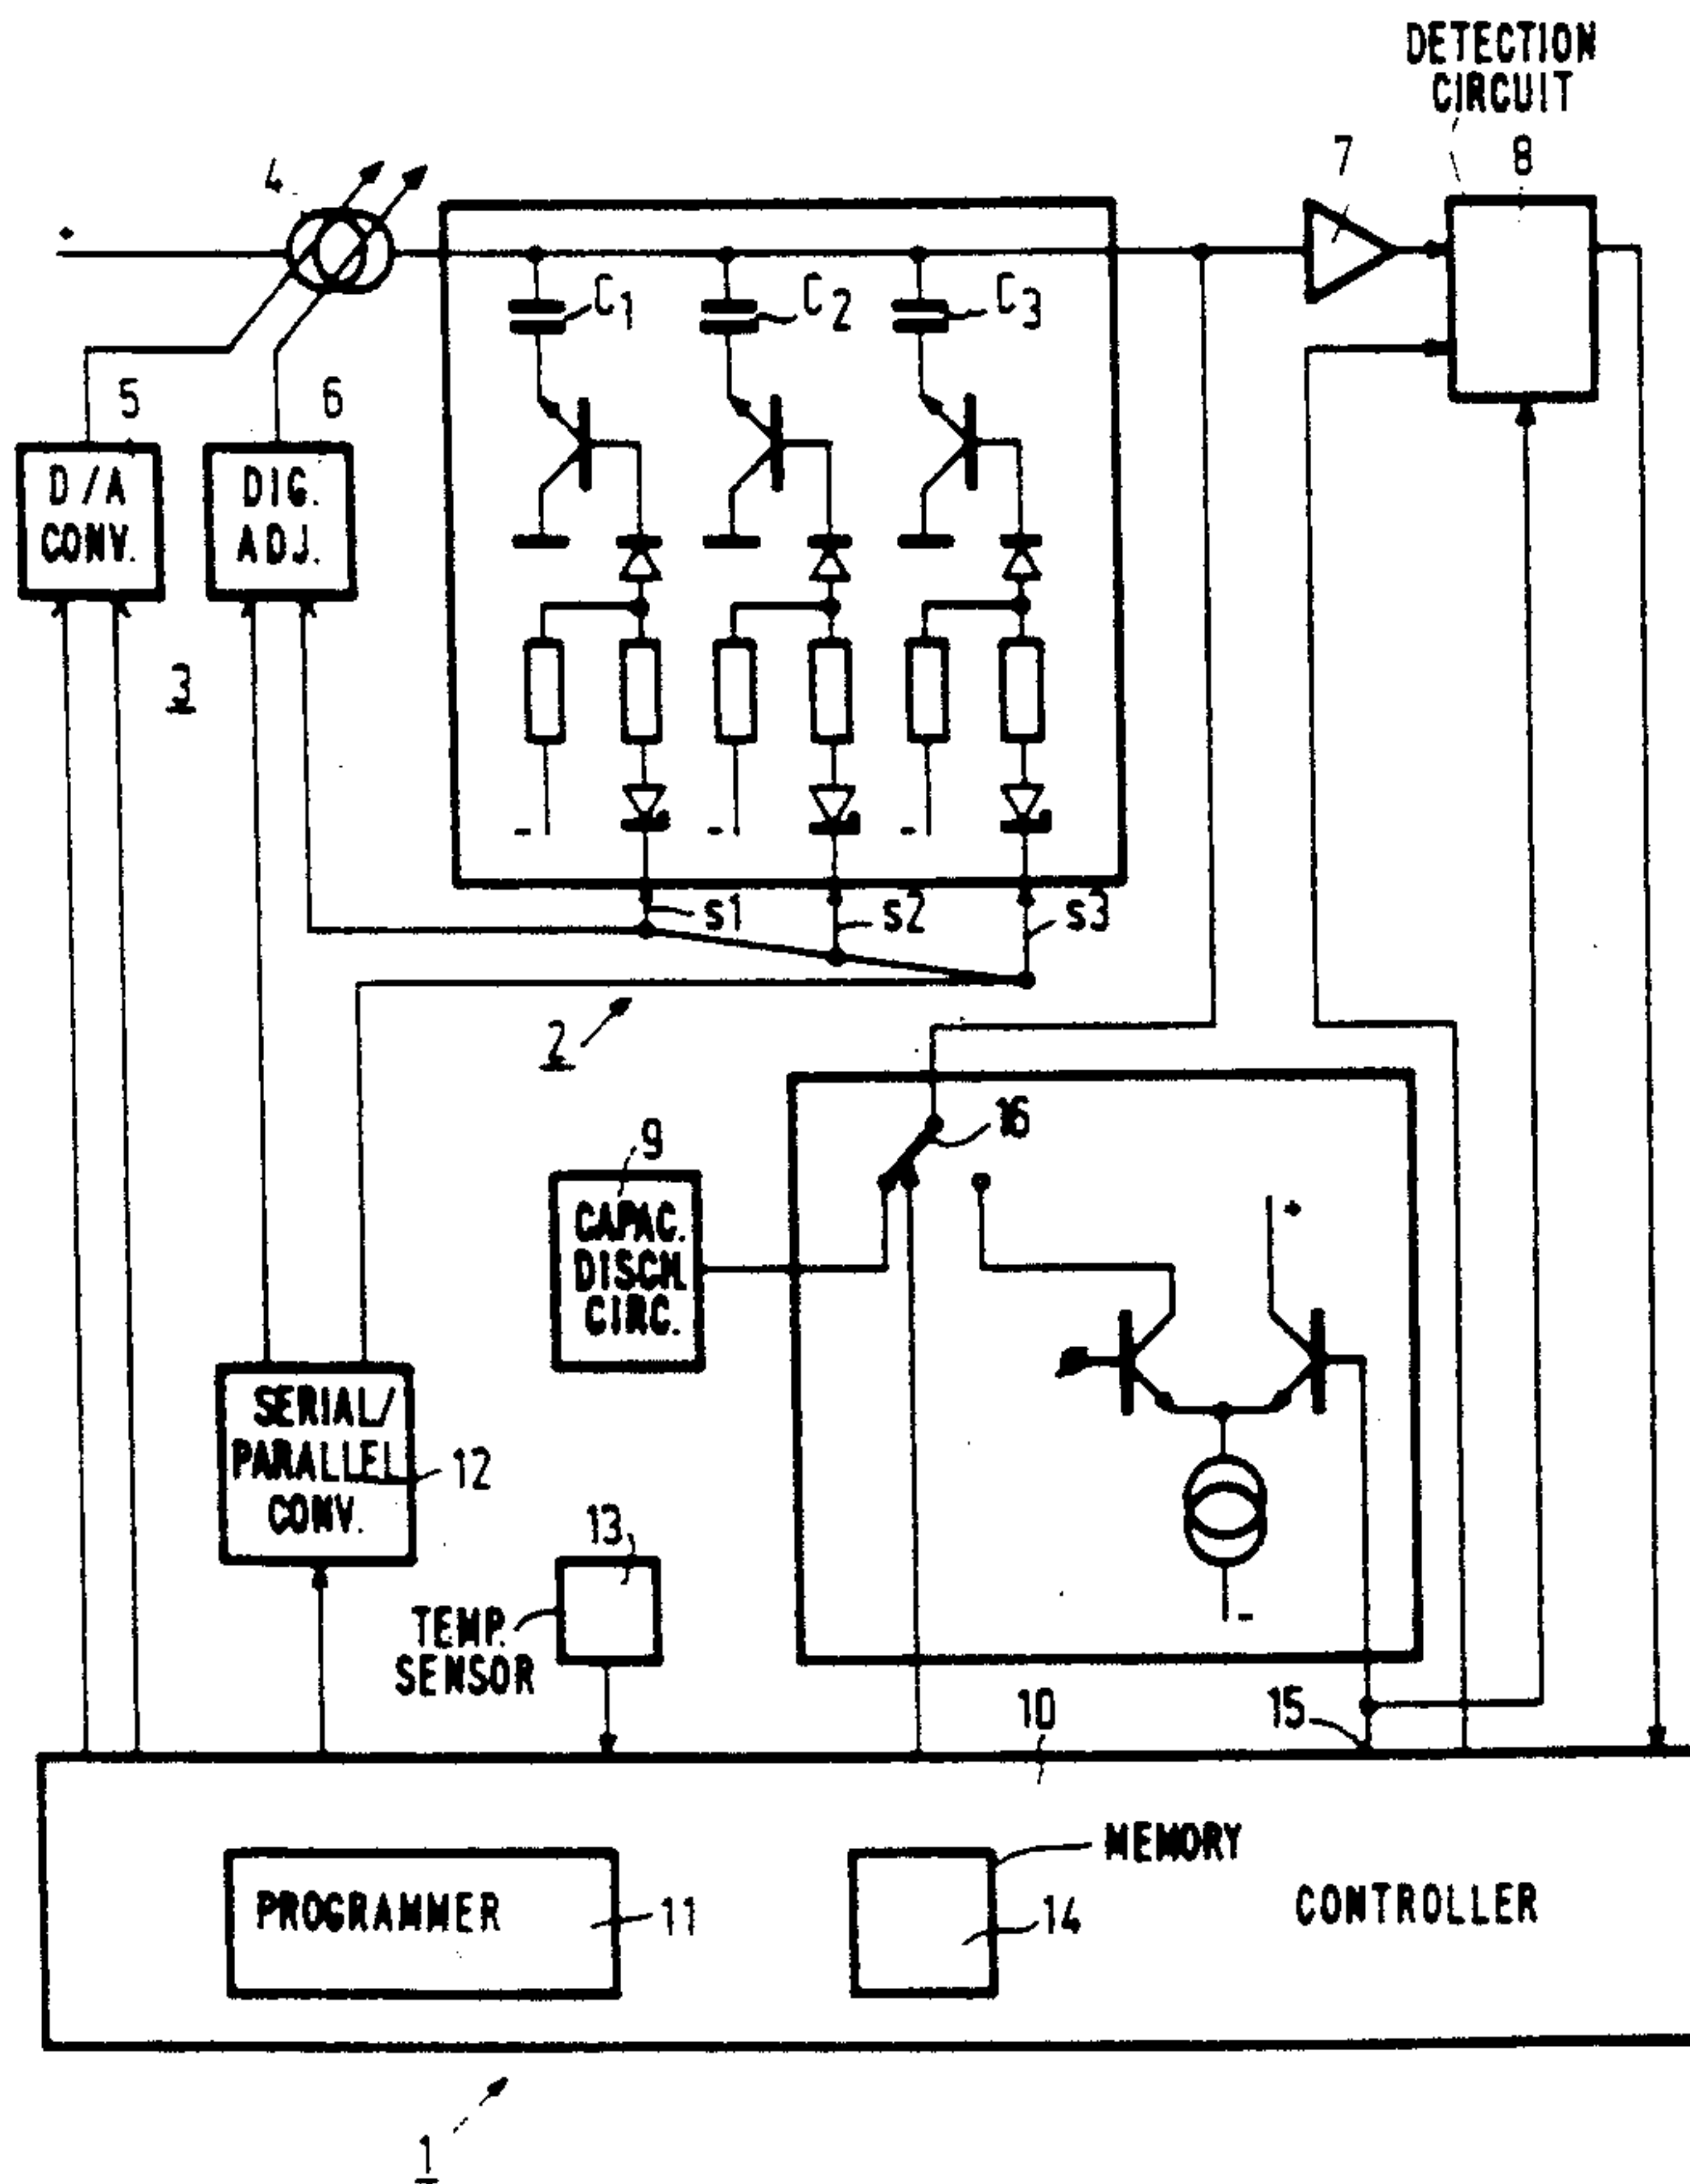 DETECTION
CIRCUIT
4
7
8
+
C1
C2
C3
5
6
D/A
CONV.
DIG.
ADJ.
3
-
-
-
s1
s2
s3
2
16
9
CAPAC.
DISCH.
CIRC.
+
SERIAL/
PARALLEL
CONV.
12
13
TEMP.
SENSOR
-
10
15
MEMORY
PROGRAMMER
11
14
CONTROLLER
1